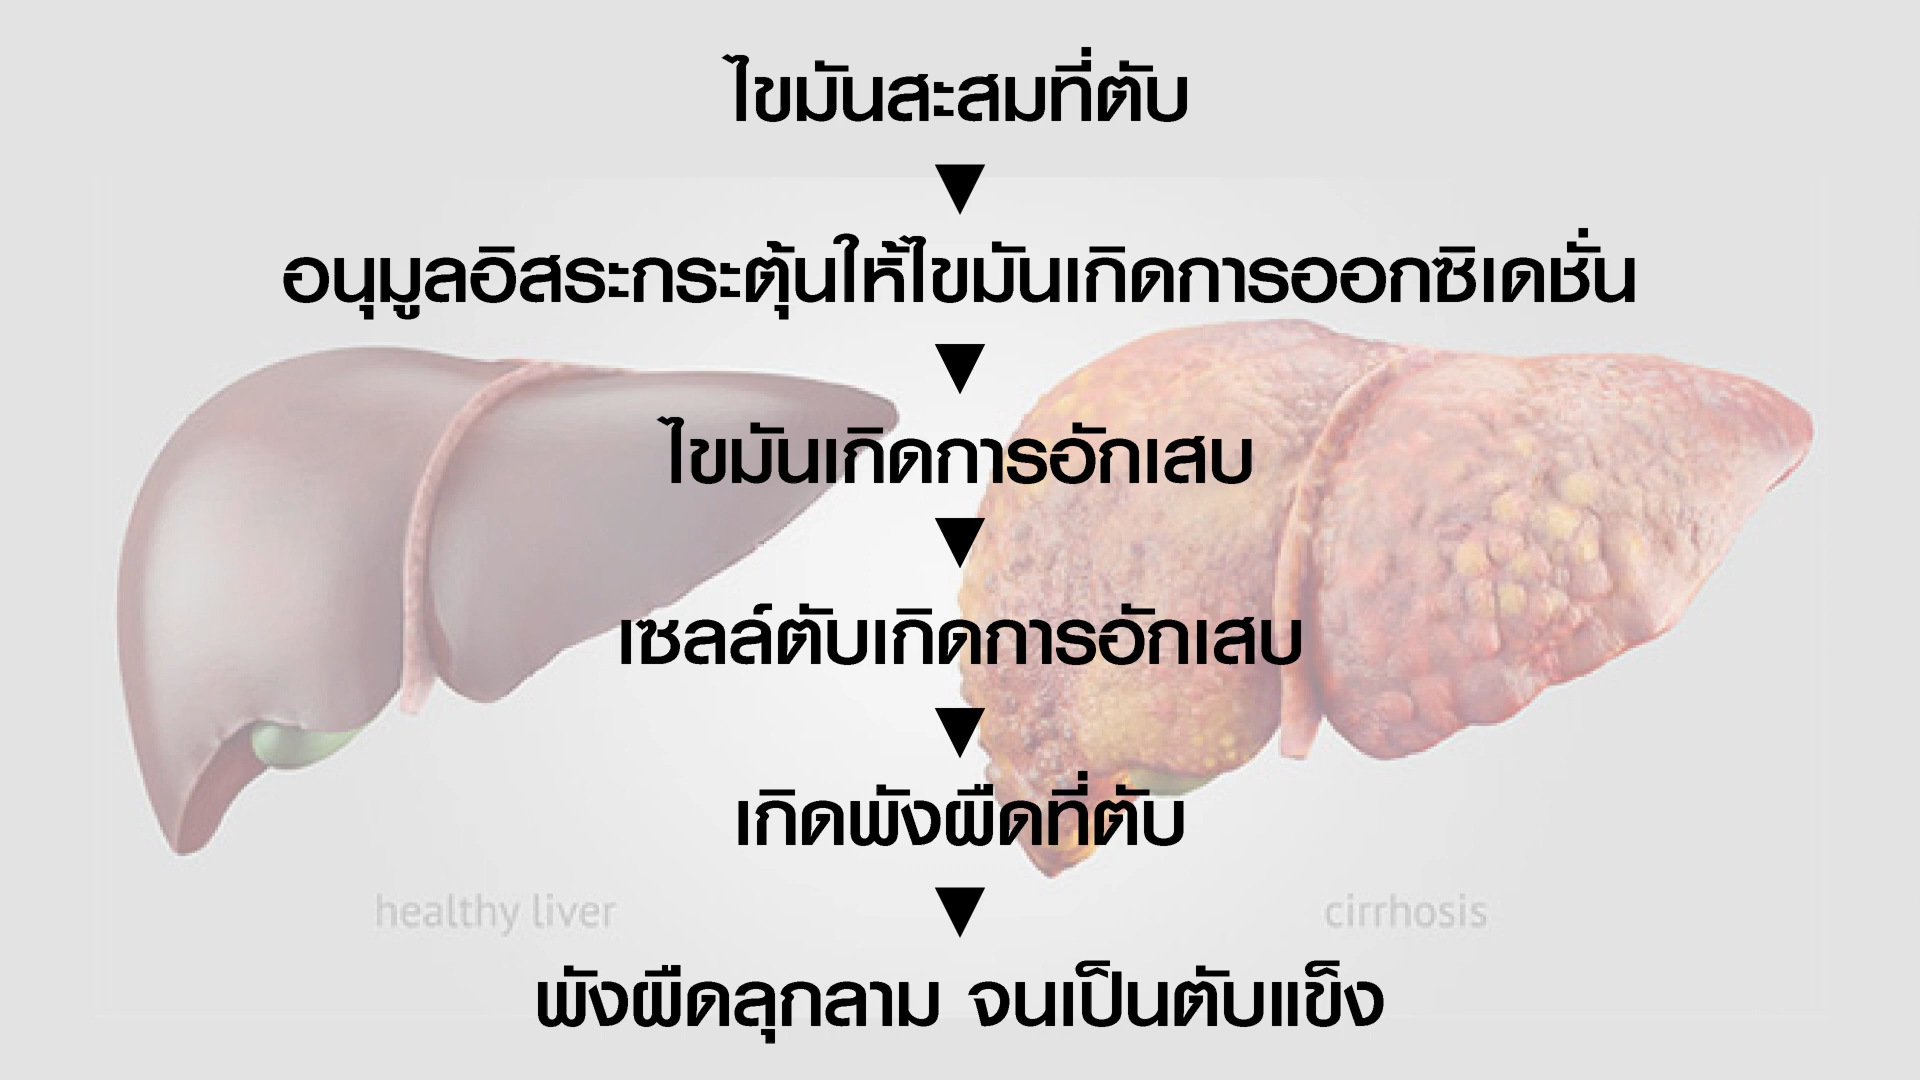 ไขมันสะสมที่ตับ
▼
อนุมูลอิสระกระตุ้นให้ไขมันเกิดการออกซิเดชั่น
▼
ไขมันเกิดการอักเสบ
▼
เซลล์ตับเกิดการอักเสบ
▼
เกิดพังผืดที่ตับ
▼
healthy liver
cirrhosis
พังผืดลุกลาม จนเป็นตับแข็ง